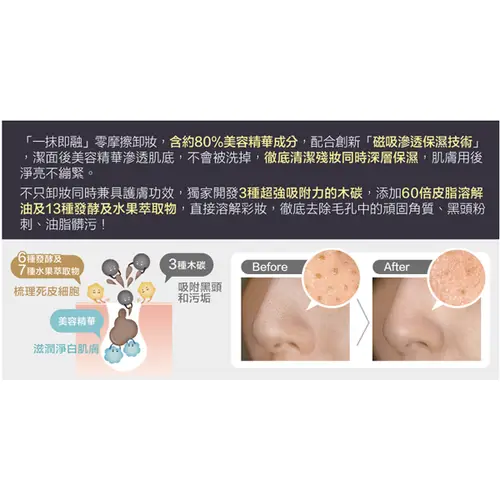 「一抹即融」零摩擦卸妝，含約80%美容精華成分，配合創新「磁吸滲透保濕技術」
，潔面後美容精華滲透肌底，不會被洗掉，徹底清潔殘妝同時深層保濕，肌膚用後
淨亮不繃緊。
不只卸妝同時兼具護膚功效，獨家開發3種超強吸附力的木碳，添加60倍皮脂溶解
油及13種發酵及水果萃取物，直接溶解彩妝，徹底去除毛孔中的頑固角質、黑頭粉
刺、油脂髒污！
6種發酵及
7種水果萃取物
梳理死皮細胞
3種木碳
吸附黑頭
和污垢
美容精華
滋潤淨白肌膚
Before
After